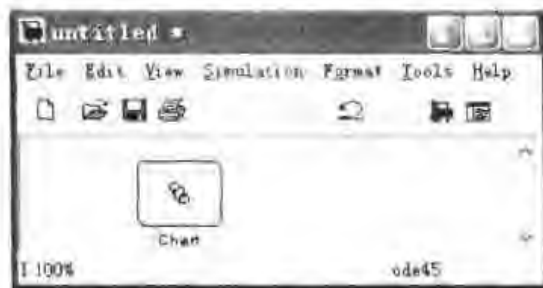 untitled *
File Edit View Simulation Format Tools Help
Chart
100% ode45